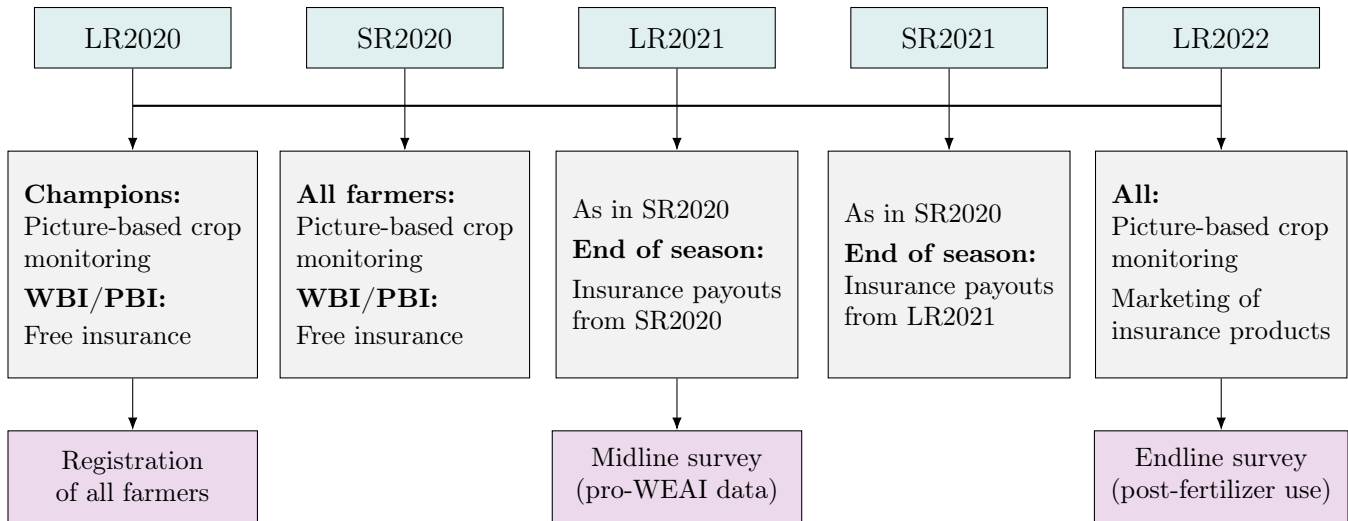 LR2020
SR2020
LR2021
SR2021
LR2022
Champions:
Picture-based crop
monitoring
WBI/PBI:
Free insurance
All farmers:
Picture-based crop
monitoring
WBI/PBI:
Free insurance
As in SR2020
End of season:
Insurance payouts
from SR2020
As in SR2020
End of season:
Insurance payouts
from LR2021
All:
Picture-based crop
monitoring
Marketing of
insurance products
Registration
of all farmers
Midline survey
(pro-WEAI data)
Endline survey
(post-fertilizer use)